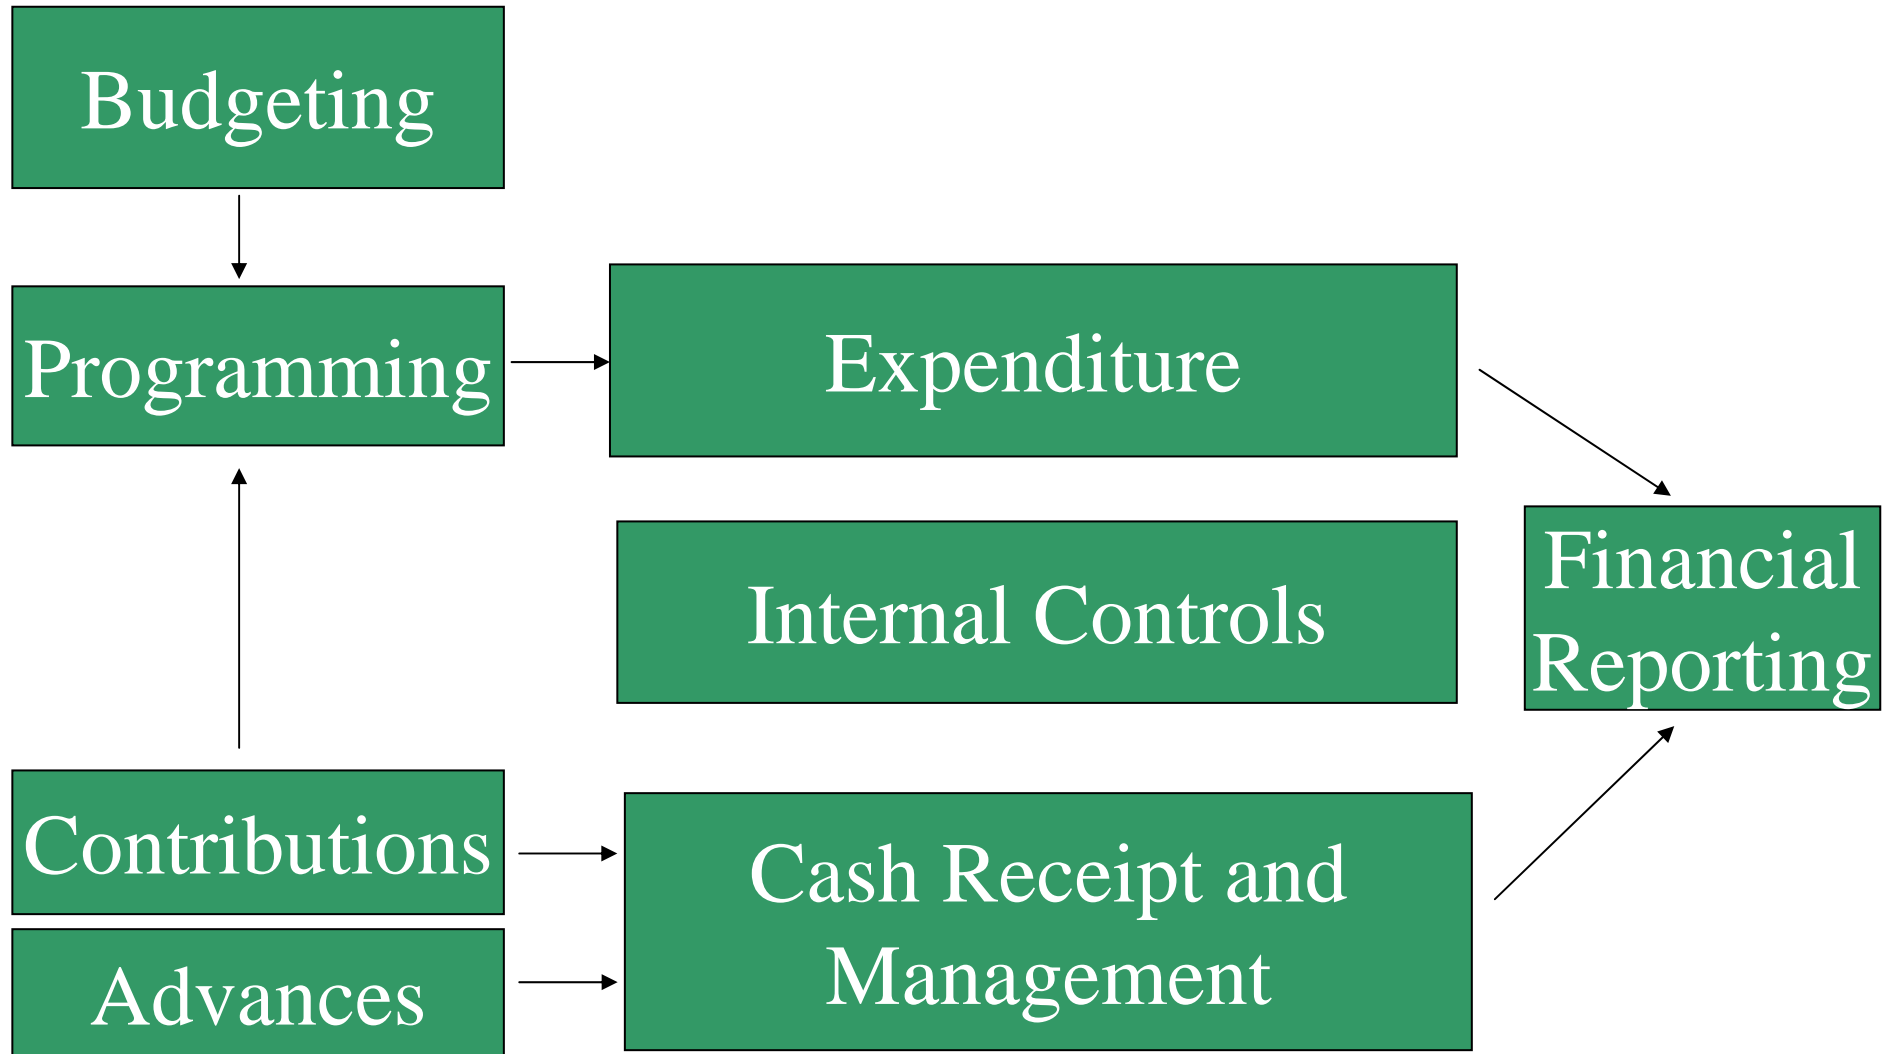 Budgeting
Programming
Expenditure
Internal Controls
Financial
Reporting
Contributions
Cash Receipt and
Management
Advances